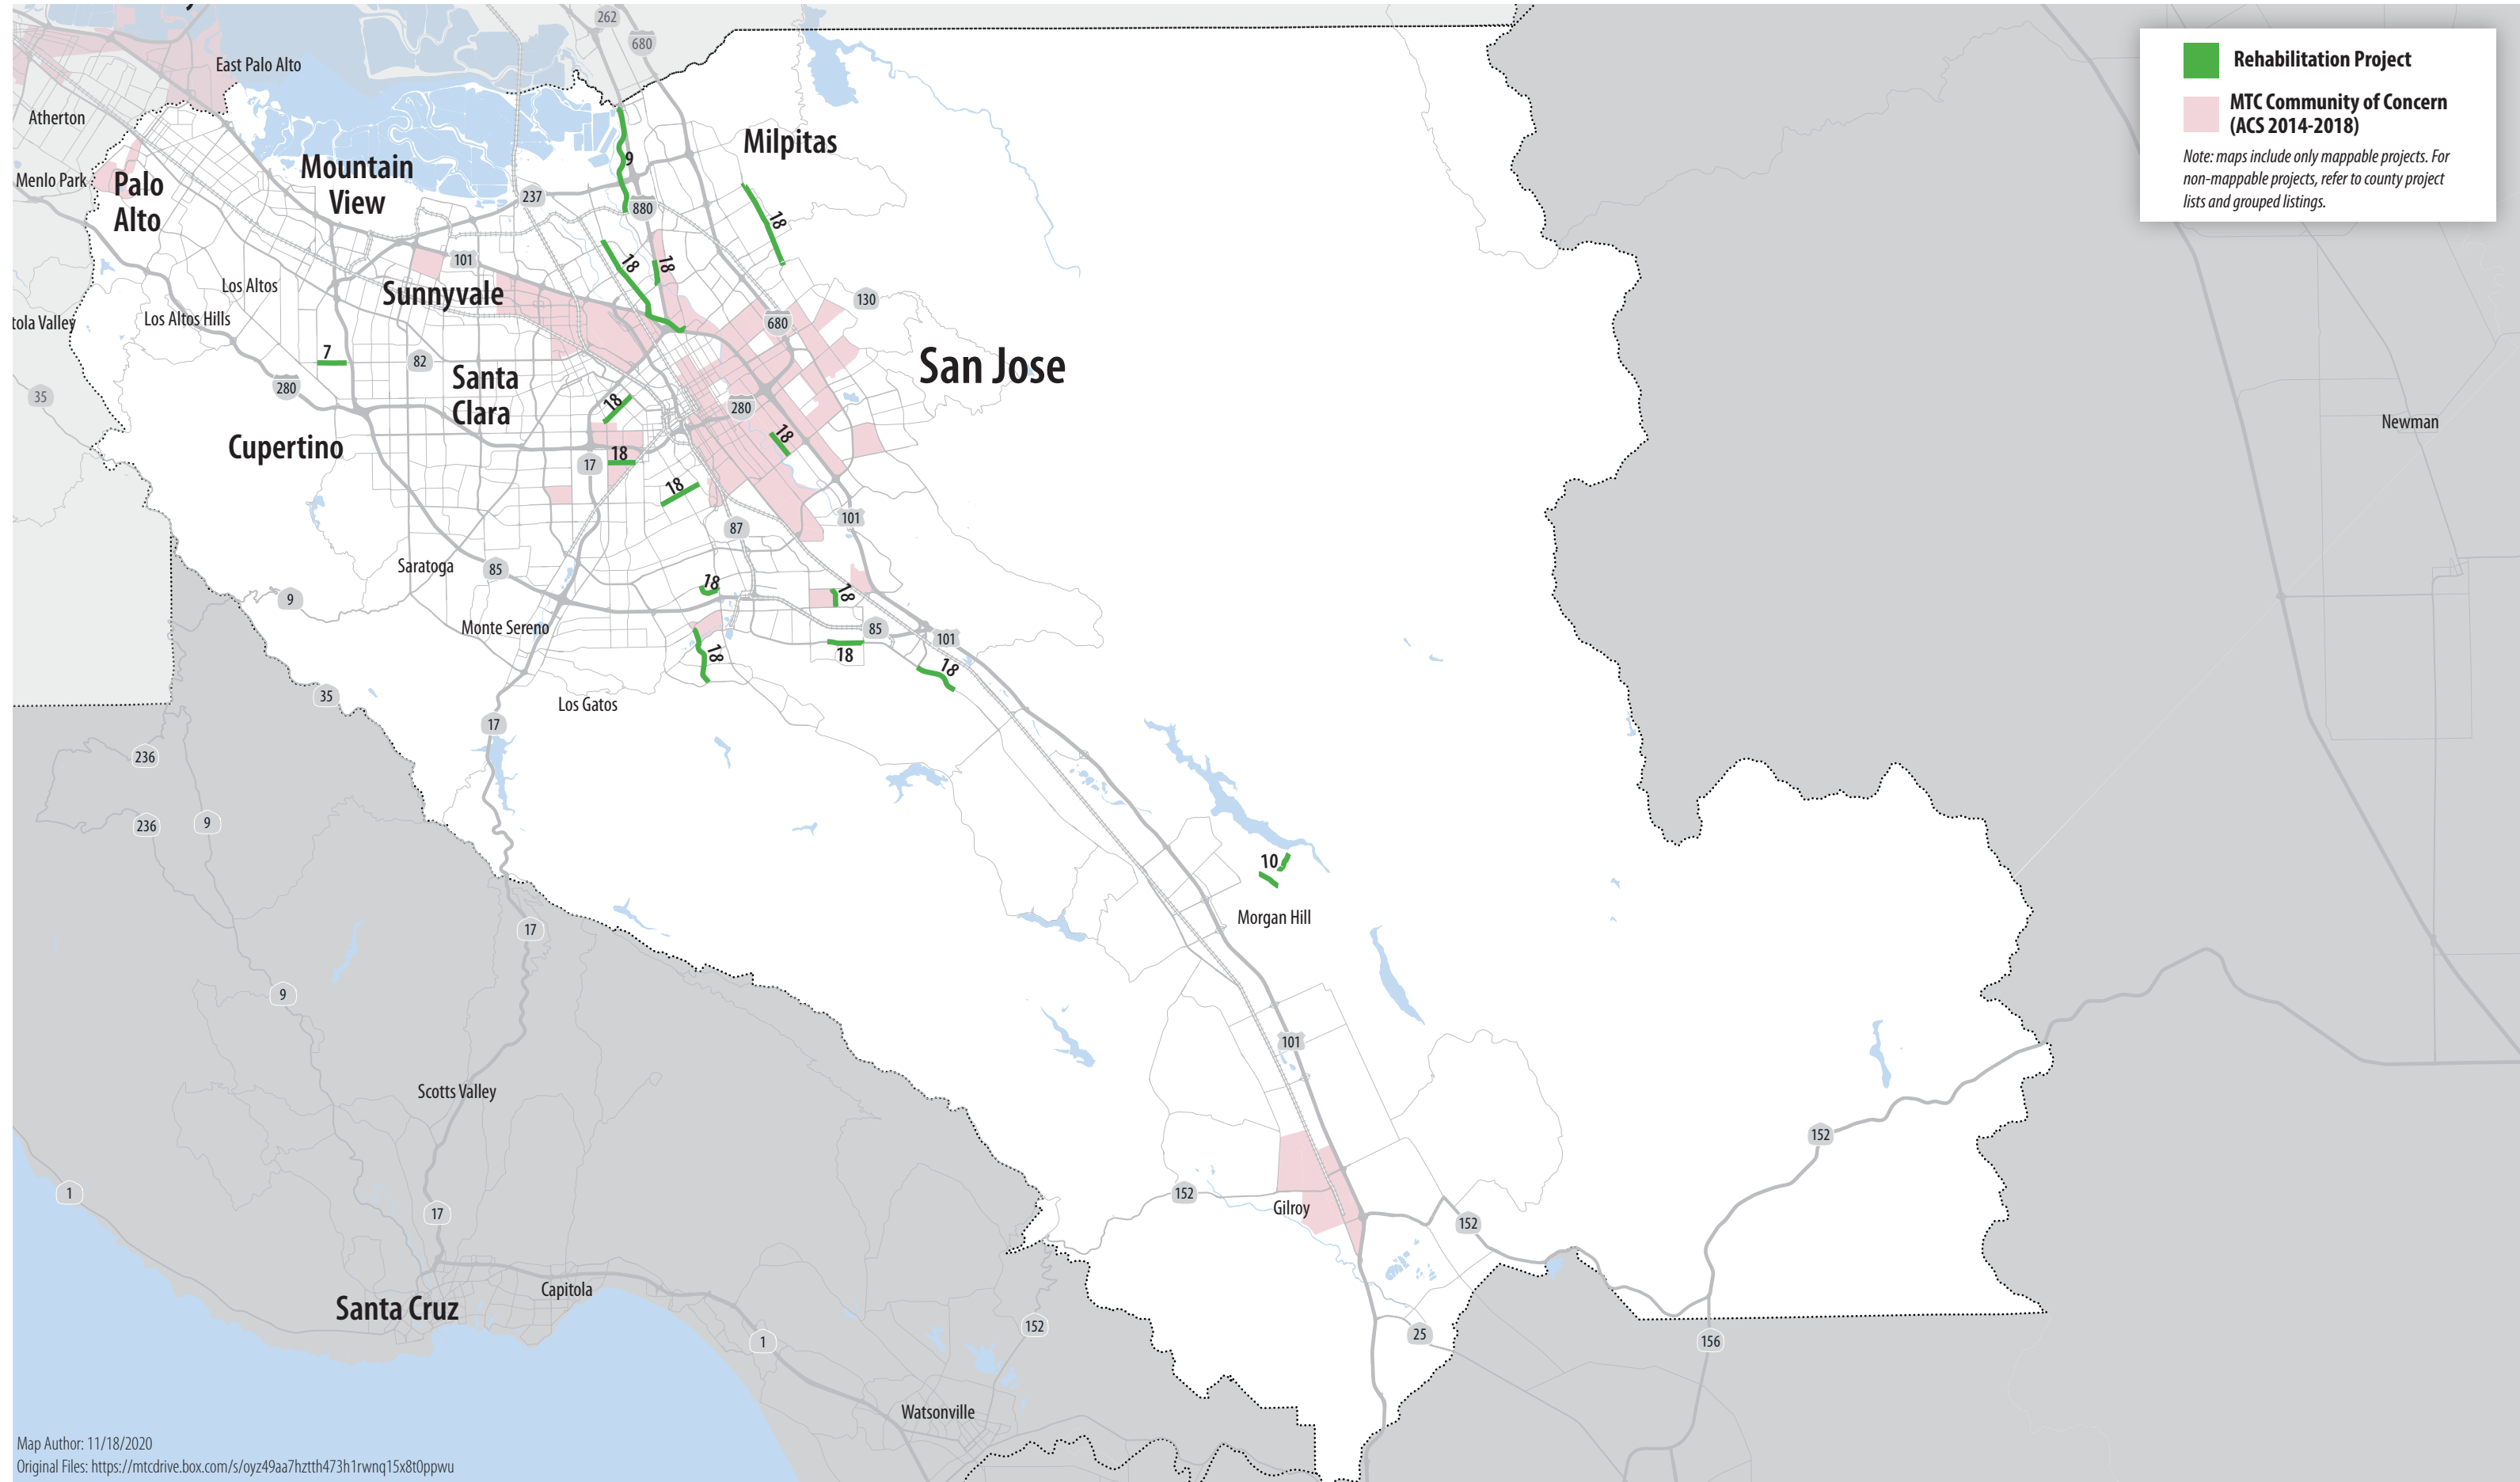 262
680
East Palo Alto
Rehabilitation Project
MTC Community of Concern
(ACS 2014-2018)
Note: maps include only mappable projects. For
non-mappable projects, refer to county project
lists and grouped listings.
Atherton
Milpitas
9
Mountain
View
Menlo Park
Palo
Alto
237
880
18
18
18
101
Los Altos
Sunnyvale
130
tola Valley
Los Altos Hills
680
7
82
San Jose
Santa
Clara
280
35
18
280
Newman
18
Cupertino
18
17
18
101
87
Saratoga
85
18
18
9
Monte Sereno
85
101
18
18
18
35
Los Gatos
17
236
236
9
10
Morgan Hill
17
9
101
Scotts Valley
152
1
152
17
Gilroy
152
Capitola
Santa Cruz
152
1
25
156
Watsonville
Map Author: 11/18/2020
Original Files: https://mtcdrive.box.com/s/oyz49aa7hztth473h1rwnq15x8t0ppwu